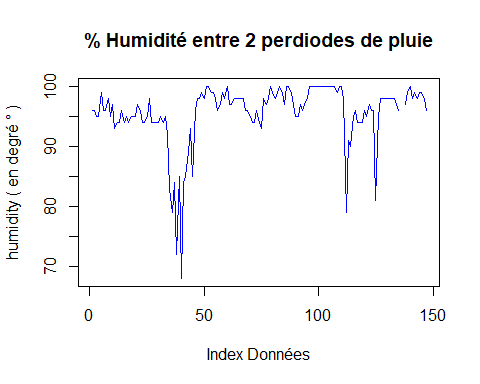 % Humidité entre 2 perdiodes de pluie
humidity ( en degré ° )
100
90
80
70
0
50
100
150
Index Données